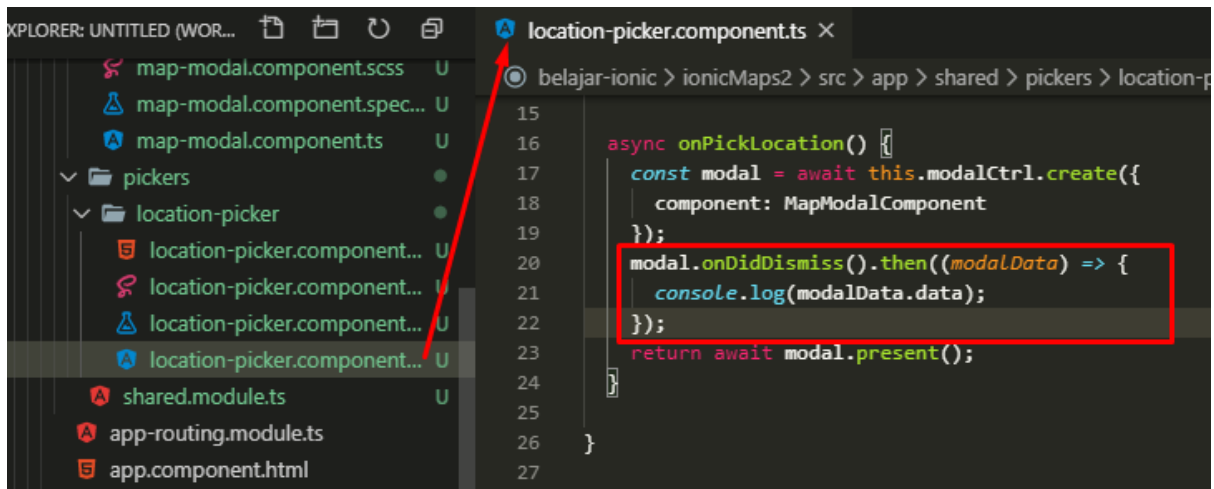 XPLORER: UNTITLED (WOR...
map-modal.component.scss U
map-modal.component.spec... U
map-modal.component.ts U
pickers
location-picker
location-picker.component... U
location-picker.component... U
location-picker.component... U
location-picker.component... U
shared.module.ts U
app-routing.module.ts
app.component.html
location-picker.component.ts ×
belajar-ionic > ionicMaps2 > src > app > shared > pickers > location-p
15
16 async onPickLocation() {
17 const modal = await this.modalCtrl.create({
18 component: MapModalComponent
19 });
20 modal.onDidDismiss().then((modalData) => {
21 console.log(modalData.data);
22 });
23 return await modal.present();
24 }
25
26 }
27